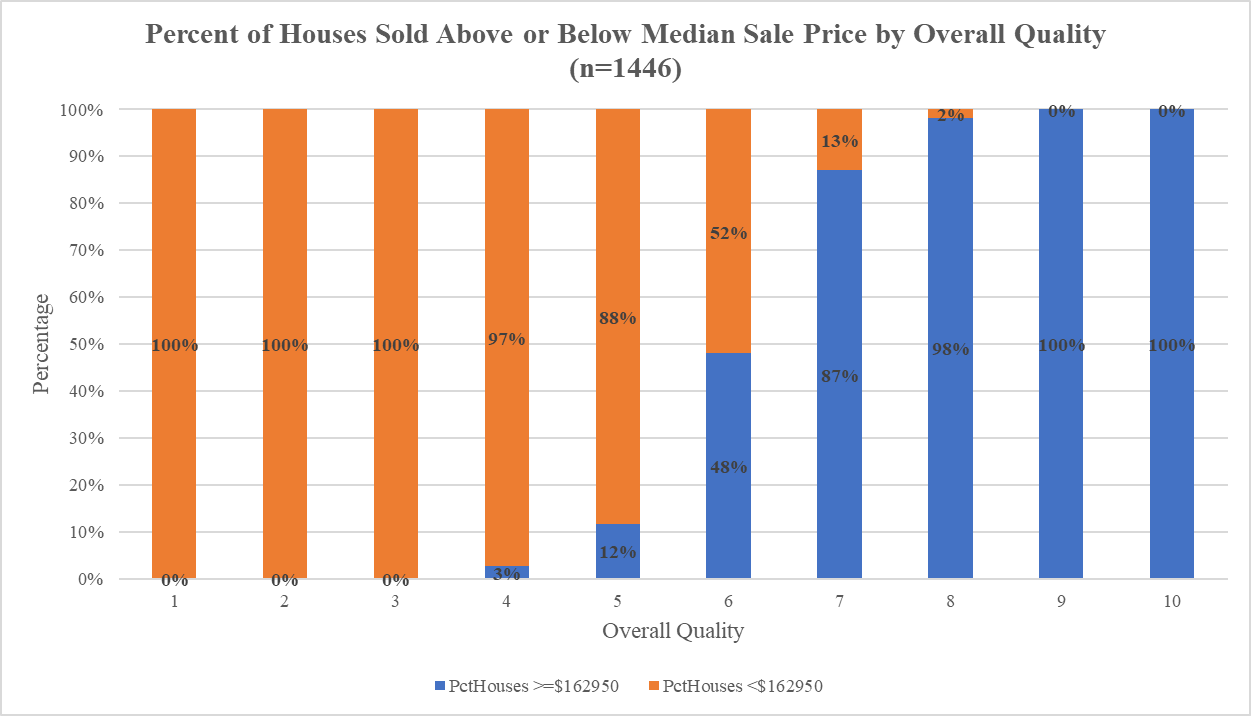 Percent of Houses Sold Above or Below Median Sale Price by Overall Quality
(n=1446)
Percentage
100%
90%
80%
70%
60%
50%
40%
30%
20%
10%
0%
100% 100% 100% 97% 88% 52% 13% 2% 0% 0%
0% 0% 0% 3% 12% 48% 87% 98% 100% 100%
1 2 3 4 5 6 7 8 9 10
Overall Quality
PctHouses >=$162950 PctHouses <$162950